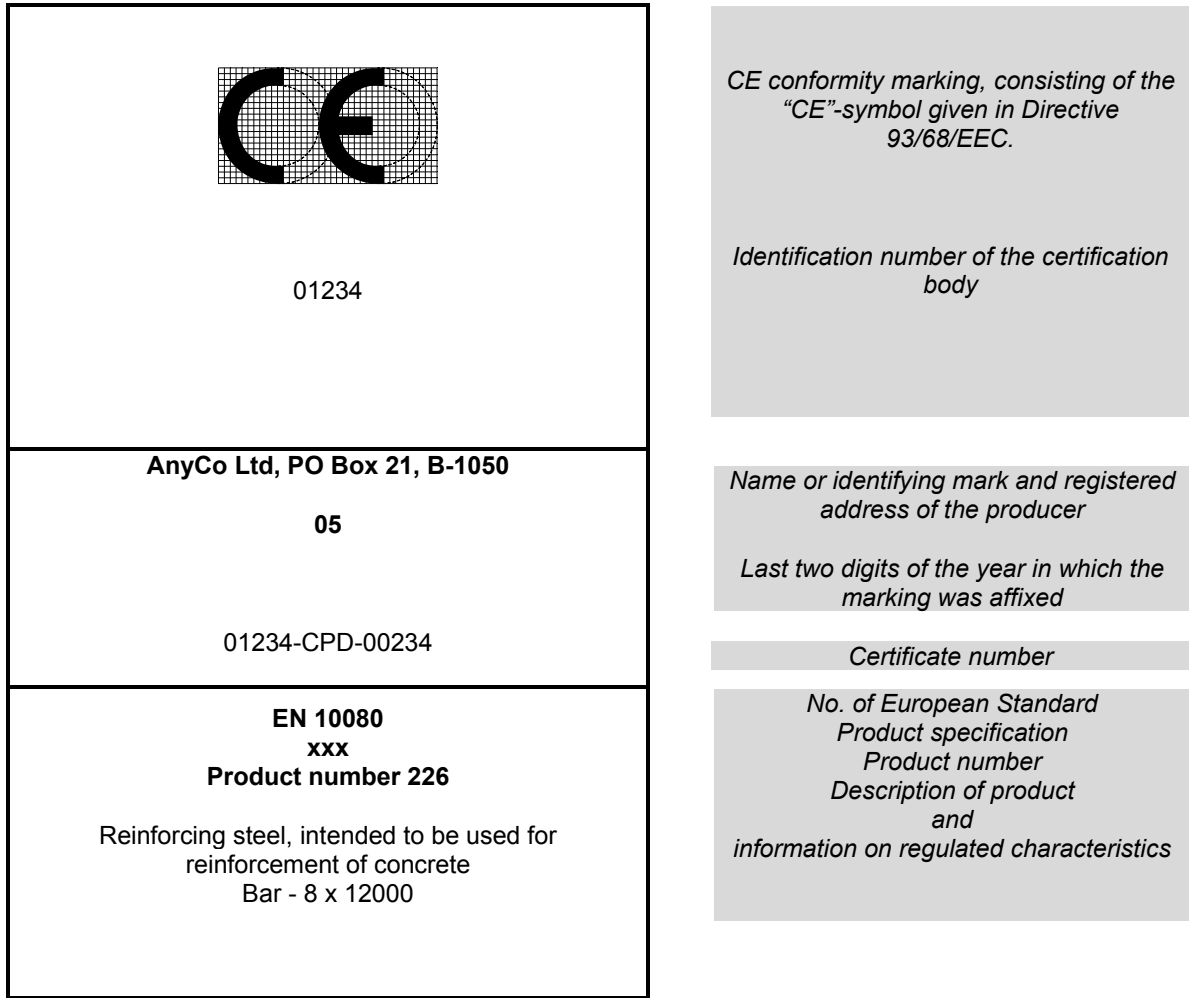 CE
CE conformity marking, consisting of the
“CE”-symbol given in Directive
93/68/EEC.
01234
Identification number of the certification
body
AnyCo Ltd, PO Box 21, B-1050
05
01234-CPD-00234
Name or identifying mark and registered
address of the producer
Last two digits of the year in which the
marking was affixed
Certificate number
EN 10080
xxx
Product number 226
Reinforcing steel, intended to be used for
reinforcement of concrete
Bar - 8 x 12000
No. of European Standard
Product specification
Product number
Description of product
and
information on regulated characteristics